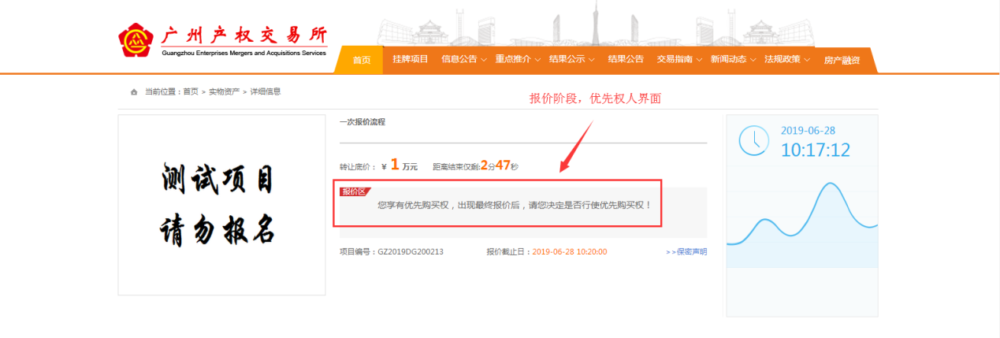 广州产权交易所
Guangzhou Enterprises Mergers and Acquisitions Services
首页 挂牌项目 信息公告 重点推介 结果公示 结果公告 交易指南 新闻动态 法规政策 房产融资
当前位置：首页 > 实物资产 > 详细信息
报价阶段，优先权人界面
测试项目
请勿报名
一次报价流程
转让底价： ¥ 1 万元 距离结束仅剩:2分47秒
报价区
您享有优先购买权，出现最终报价后，请您决定是否行使优先购买权！
项目编号：GZ2019DG200213 报价截止日：2019-06-28 10:20:00 >>保密声明
2019-06-28
10:17:12